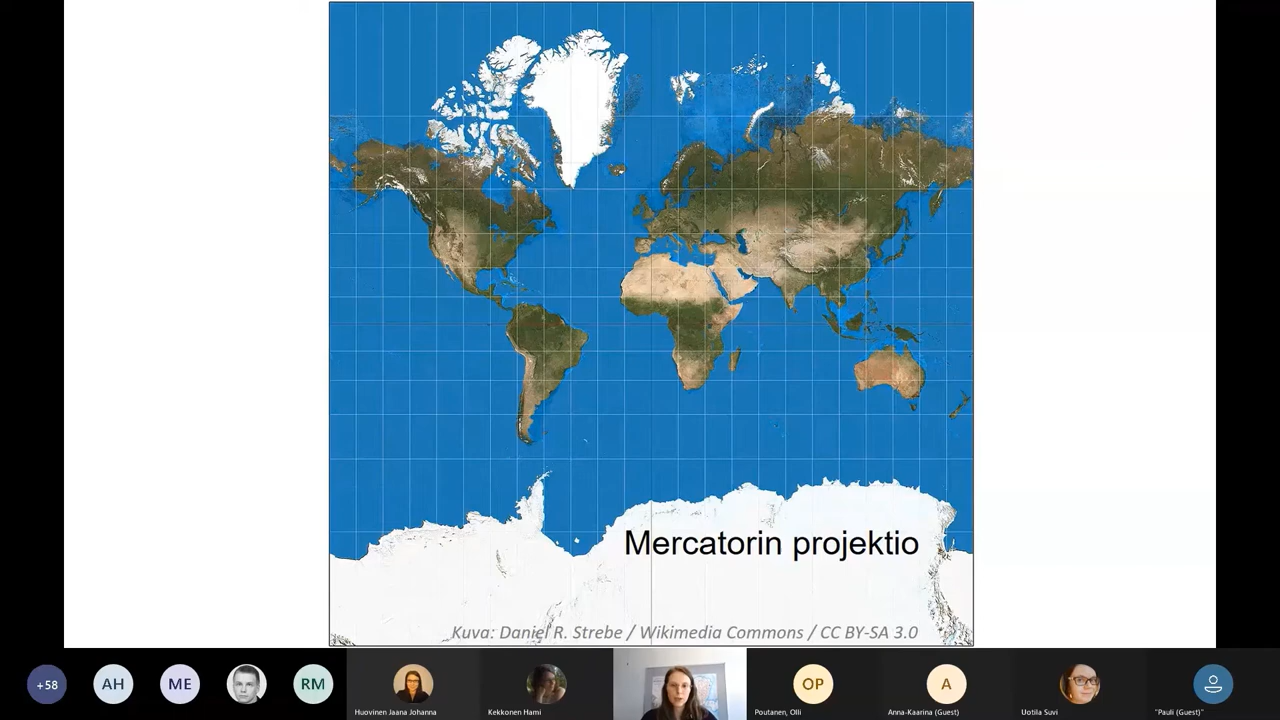 Mercatorin projektio
Kuva: Daniel R. Strebe / Wikimedia Commons / CC BY-SA 3.0
+58
AH
ME
RM
OP
A
Huovinen Jaana Johanna
Kekkonen Hami
Poutanen, Olli
Anna-Kaarina (Guest)
Uotila Suvi
"Pauli (Guest)"